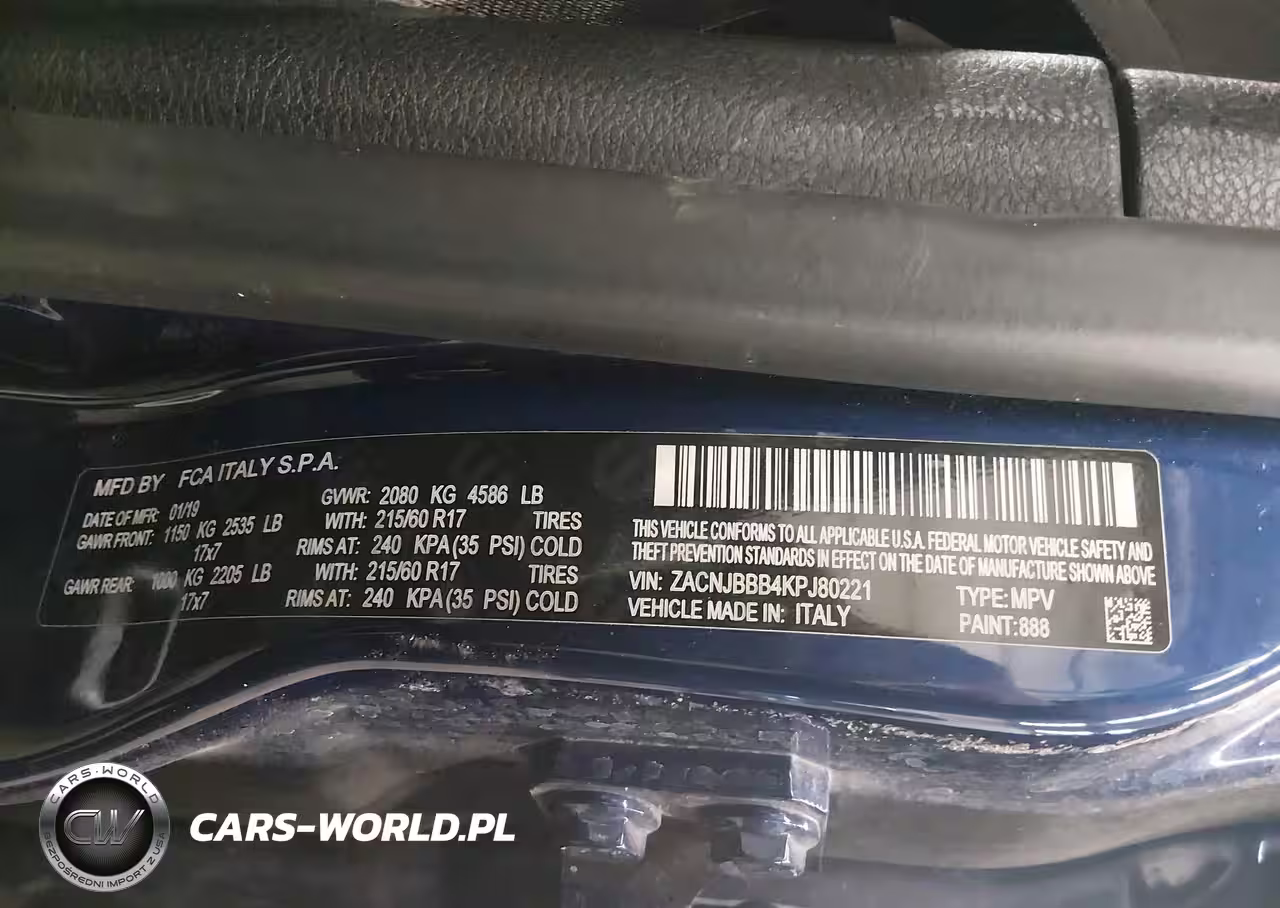 MFD BY FCA ITALY S.P.A.
DATE OF MFR: 01/19 GVWR: 2080 KG 4586 LB
GAWR FRONT: 1150 KG 2535 LB WITH: 215/60 R17 TIRES
17x7 RIMS AT: 240 KPA(35 PSI) COLD
GAWR REAR: 1000 KG 2205 LB WITH: 215/60 R17 TIRES
17x7 RIMS AT: 240 KPA(35 PSI) COLD
THIS VEHICLE CONFORMS TO ALL APPLICABLE U.S.A. FEDERAL MOTOR VEHICLE SAFETY AND
THEFT PREVENTION STANDARDS IN EFFECT ON THE DATE OF MANUFACTURE SHOWN ABOVE
VIN: ZACNJBBB4KPJ80221 TYPE: MPV
VEHICLE MADE IN: ITALY PAINT: 888
CARS-WORLD
CW
BEZPOŚREDNI IMPORT Z USA
CARS-WORLD.PL